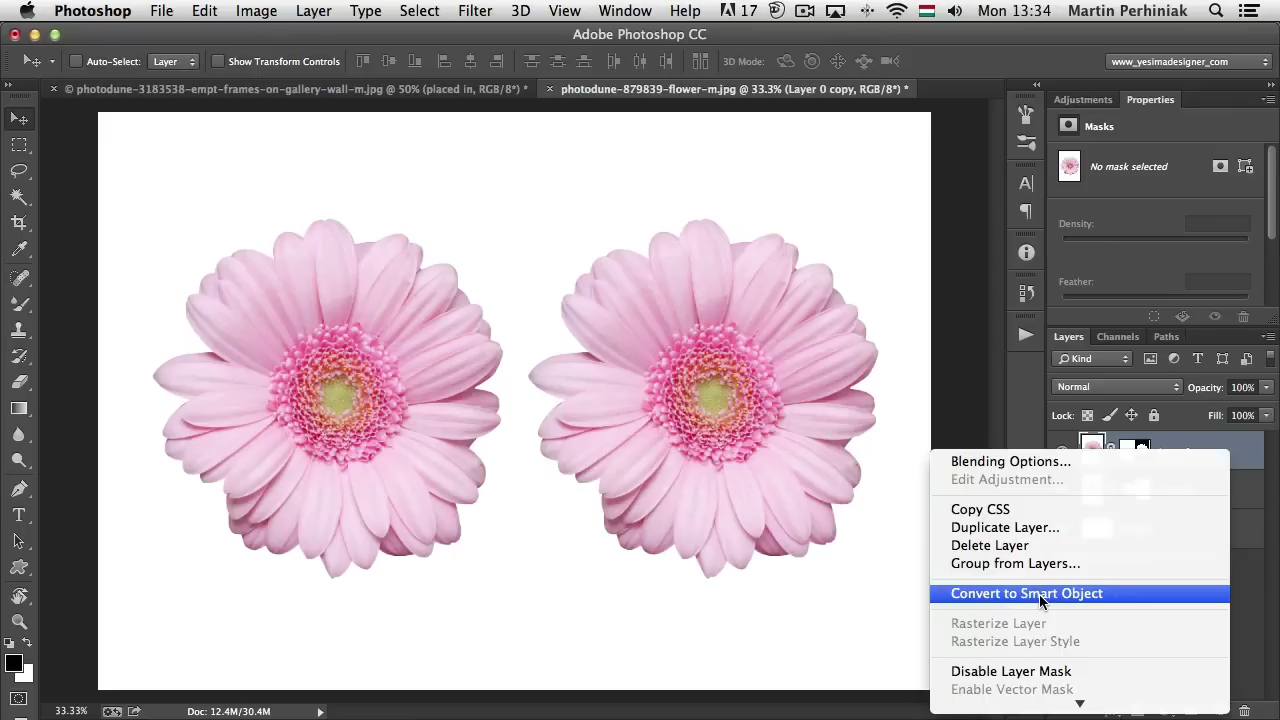 Photoshop File Edit Image Layer Type Select Filter 3D View Window Help 17 Mon 13:34 Martin Perhiniak
Adobe Photoshop CC
Auto-Select: Layer Show Transform Controls 3D Mode: www_yesimadesigner_com
© photodune-3183538-empt-frames-on-gallery-wall-m.jpg @ 50% (placed in, RGB/8*) * photodune-879839-flower-m.jpg @ 33.3% (Layer 0 copy, RGB/8*) *
Adjustments Properties
Masks
No mask selected
Density:
Feather:
Layers Channels Paths
Kind
Normal Opacity: 100%
Lock: Fill: 100%
Blending Options...
Edit Adjustment...
Copy CSS
Duplicate Layer...
Delete Layer
Group from Layers...
Convert to Smart Object
Rasterize Layer
Rasterize Layer Style
Disable Layer Mask
Enable Vector Mask
33.33% Doc: 12.4M/30.4M